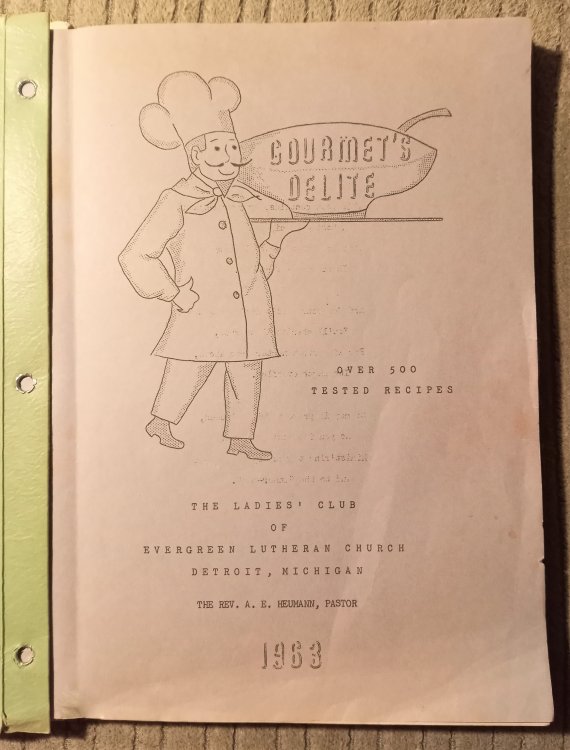 GOURMET'S
DELITE
OVER 500
TESTED RECIPES
THE LADIES' CLUB
OF
EVERGREEN LUTHERAN CHURCH
DETROIT, MICHIGAN
THE REV. A. E. HEUMANN, PASTOR
1963